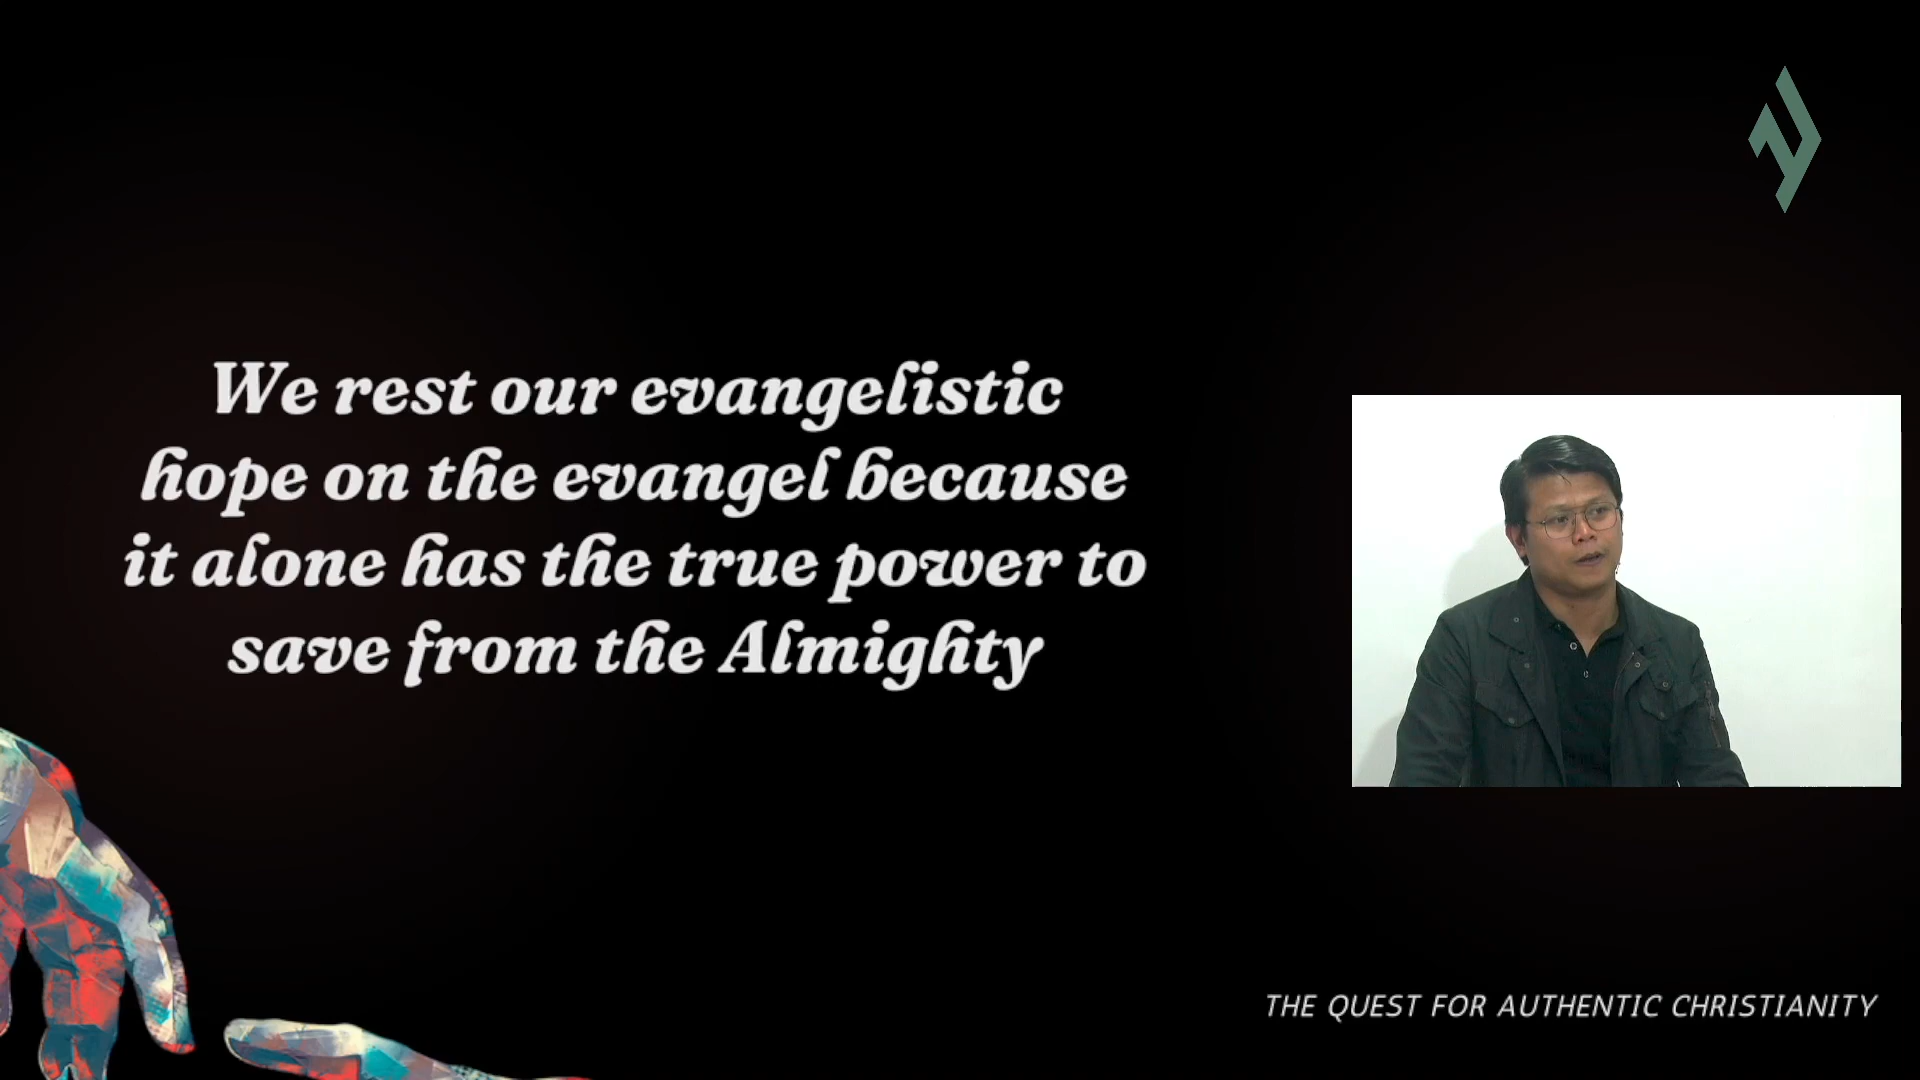 We rest our evangelistic
hope on the evangel because
it alone has the true power to
save from the Almighty
THE QUEST FOR AUTHENTIC CHRISTIANITY